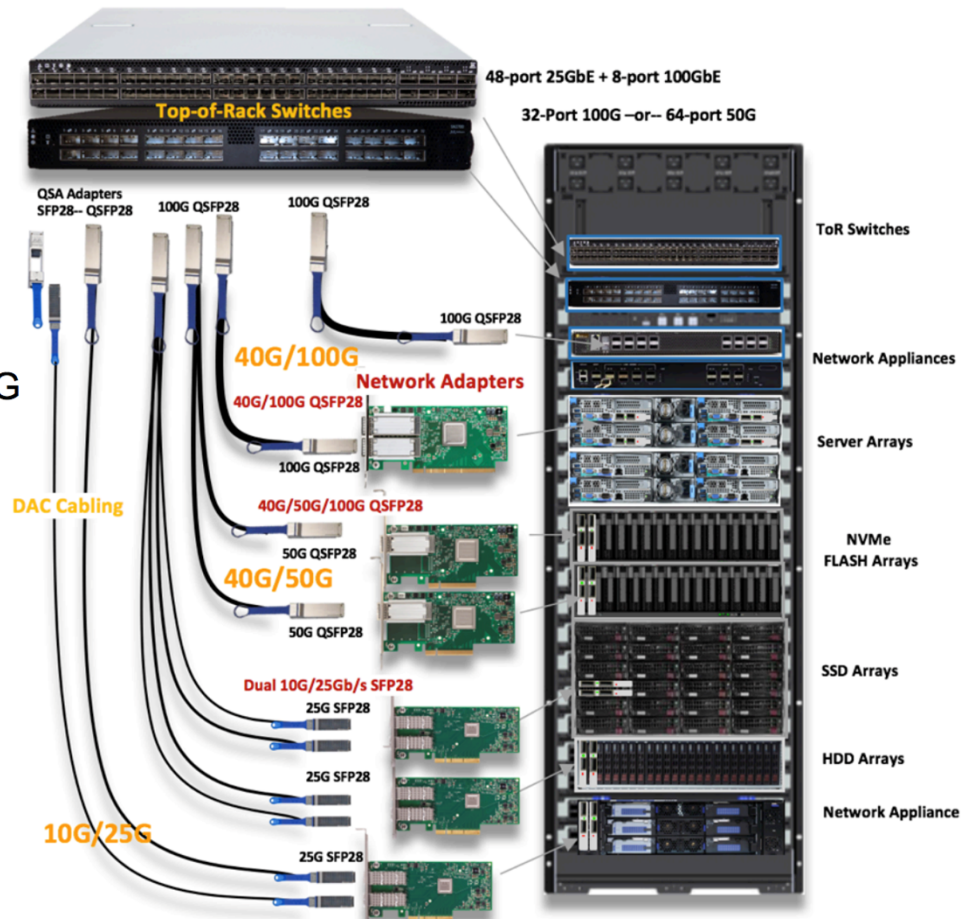 48-port 25GbE + 8-port 100GbE
Top-of-Rack Switches
32-Port 100G –or-- 64-port 50G
QSA Adapters
SFP28-- QSFP28
100G QSFP28
100G QSFP28
ToR Switches
100G QSFP28
40G/100G
Network Appliances
G
Network Adapters
40G/100G QSFP28
Server Arrays
100G QSFP28
DAC Cabling
40G/50G/100G QSFP28
NVMe
FLASH Arrays
50G QSFP28
40G/50G
50G QSFP28
SSD Arrays
Dual 10G/25Gb/s SFP28
25G SFP28
HDD Arrays
25G SFP28
Network Appliance
10G/25G
25G SFP28